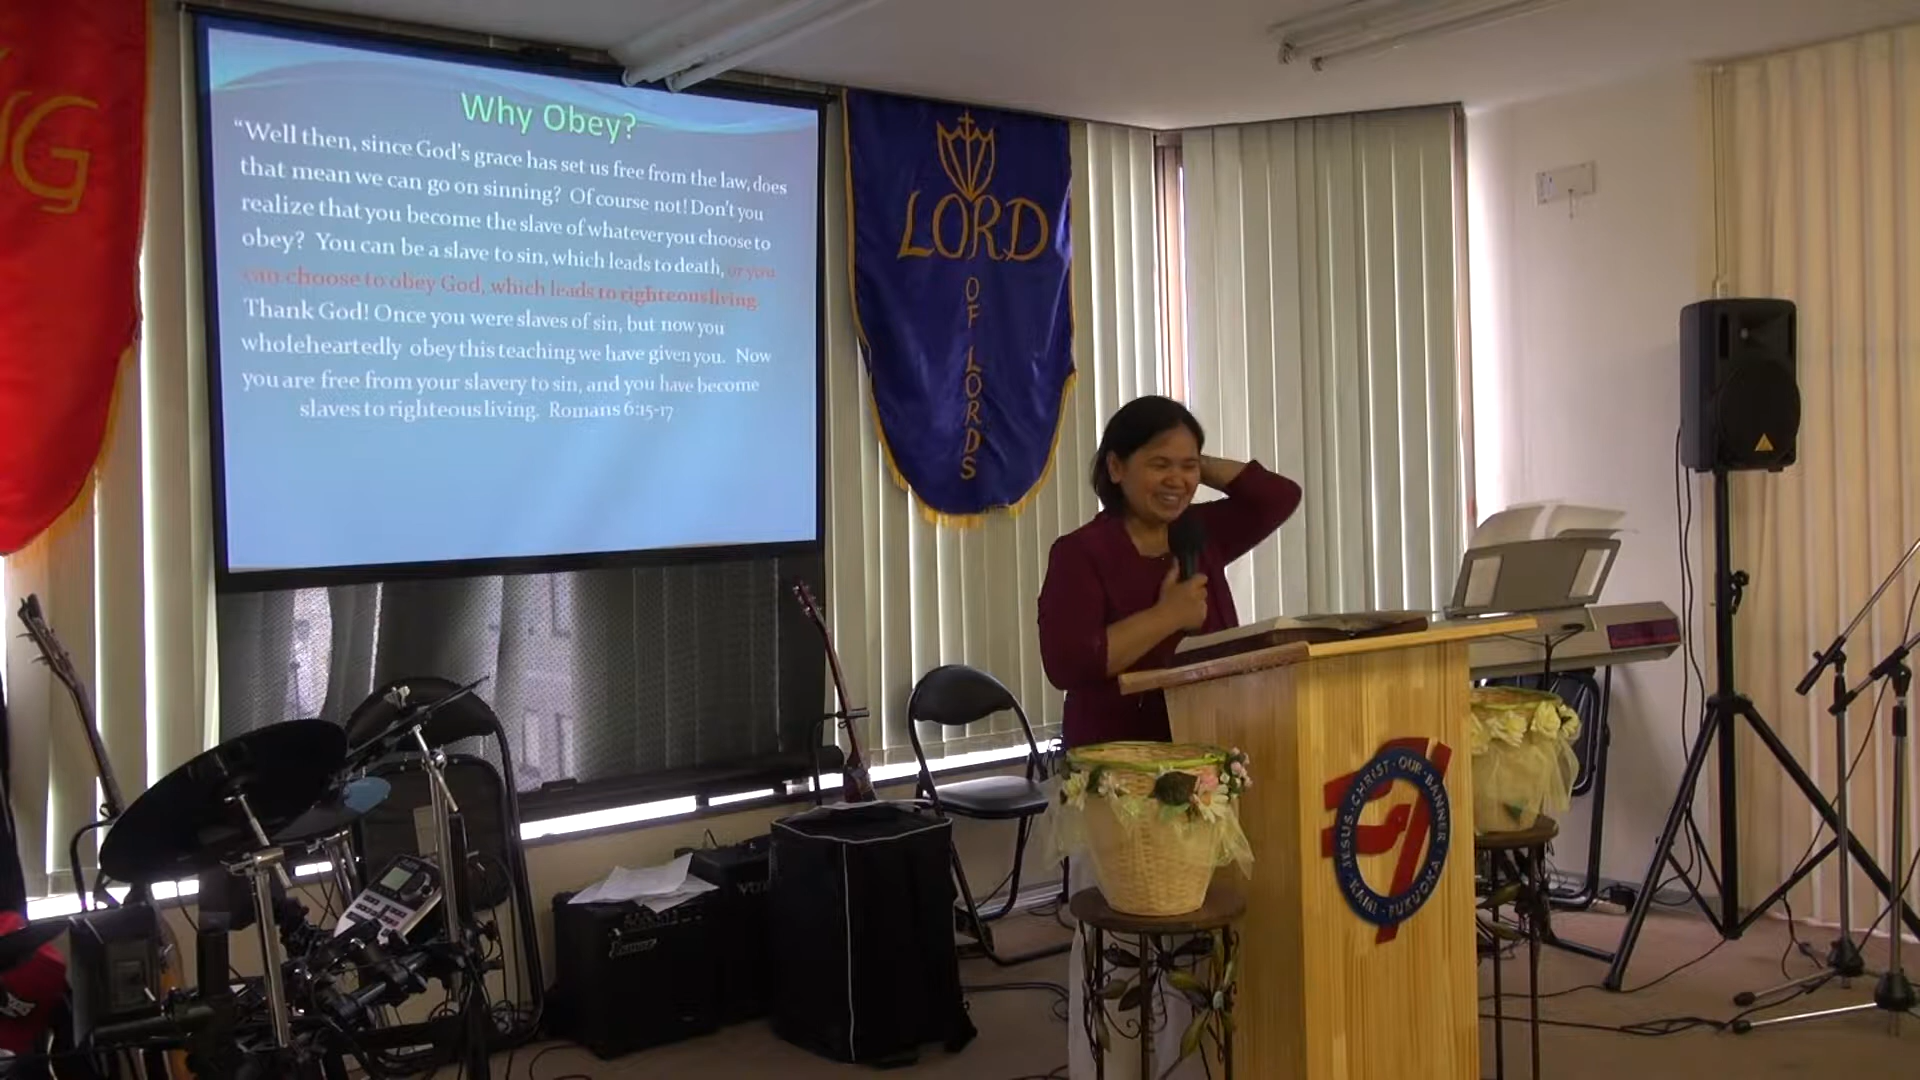 Why Obey?
“Well then, since God's grace has set us free from the law, does
that mean we can go on sinning? Of course not! Don't you
realize that you become the slave of whatever you choose to
obey? You can be a slave to sin, which leads to death, or you
can choose to obey God, which leads to righteous living.
Thank God! Once you were slaves of sin, but now you
wholeheartedly obey this teaching we have given you. Now
you are free from your slavery to sin, and you have become
slaves to righteous living. Romans 6:15-17
LORD
OF
LORDS
JESUS · CHRIST · OUR · BANNER
FUKUOKA